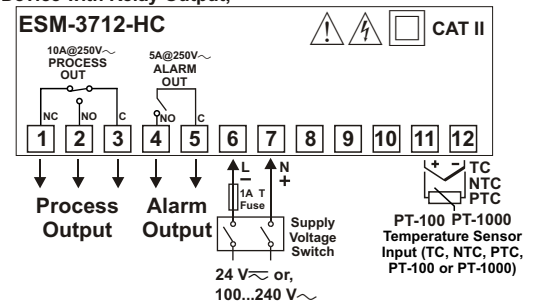 Device with Relay Output;
ESM-3712-HC
CAT II
10A@250V
PROCESS
OUT
5A@250V
ALARM
OUT
NC
NO
C
NO
C
1 2 3 4 5 6 7 8 9 10 11 12
Process
Output
Alarm
Output
L
−
N
+
1A T
Fuse
Supply
Voltage
Switch
24 V or,
100...240 V
+ −
TC
NTC
PTC
PT-100 PT-1000
Temperature Sensor
Input (TC, NTC, PTC,
PT-100 or PT-1000)